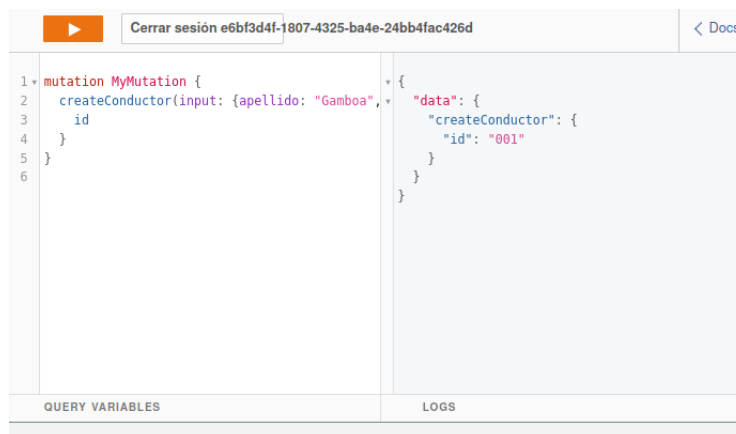 Cerrar sesión e6bf3d4f-1807-4325-ba4e-24bb4fac426d
Docs
1 mutation MyMutation {
2 createConductor(input: {apellido: "Gamboa",
3 id
4 }
5 }
6
{
"data": {
"createConductor": {
"id": "001"
}
}
}
QUERY VARIABLES
LOGS